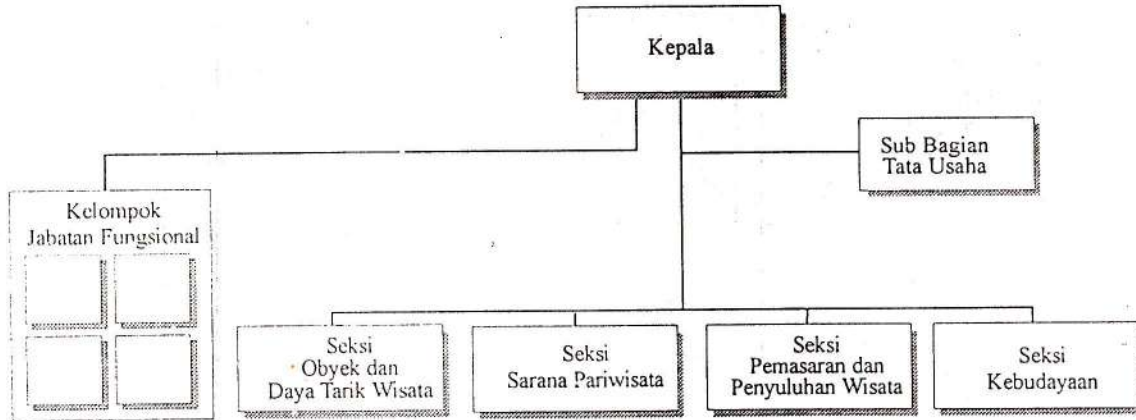 Kepala
Sub Bagian
Tata Usaha
Kelompok
Jabatan Fungsional
Seksi
Obyek dan
Daya Tarik Wisata
Seksi
Sarana Pariwisata
Seksi
Pemasaran dan
Penyuluhan Wisata
Seksi
Kebudayaan